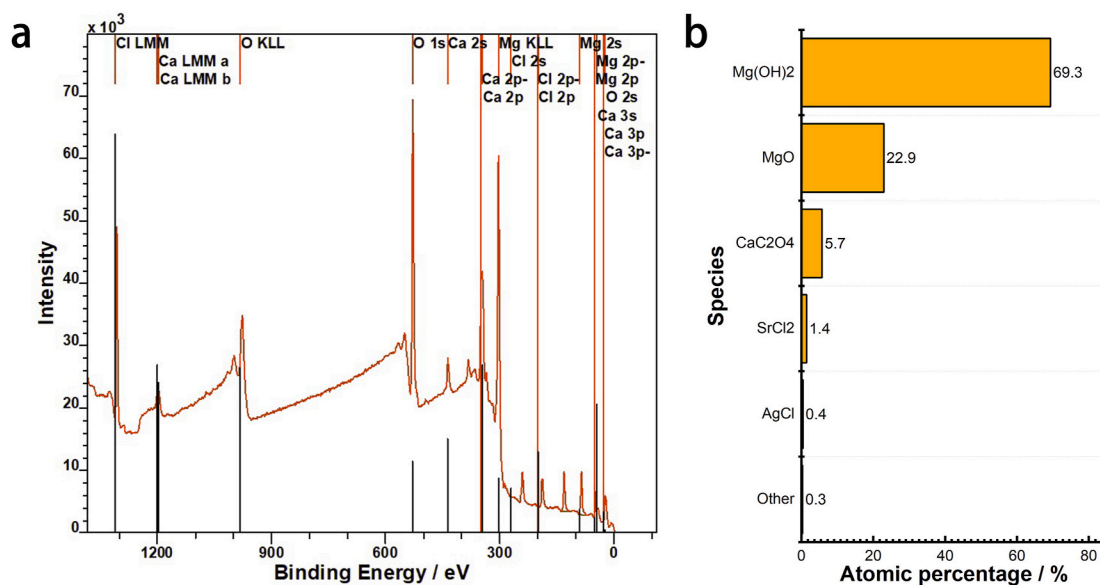 a
x 10³
Cl LMM
O KLL
O 1s
Ca 2s
Mg KLL
Mg 2s
Ca LMM a
Cl 2s
Mg 2p-
Ca LMM b
Ca 2p-
Cl 2p-
Mg 2p
Ca 2p
Cl 2p
O 2s
Ca 3s
Ca 3p
Ca 3p-
70
60
50
40
30
20
10
0
Intensity
1200 900 600 300 0
Binding Energy / eV
b
Species
Mg(OH)2 69.3
MgO 22.9
CaC2O4 5.7
SrCl2 1.4
AgCl 0.4
Other 0.3
0 20 40 60 80
Atomic percentage / %